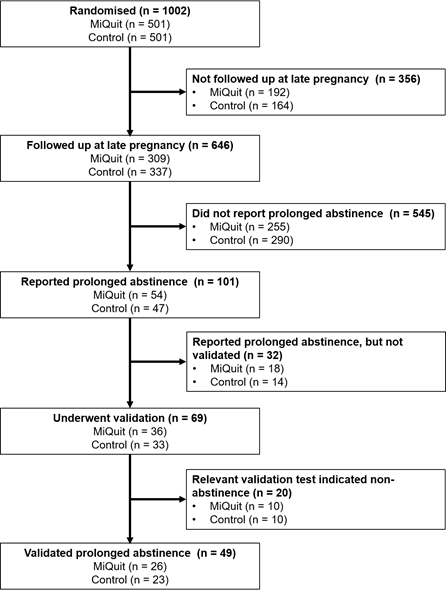 Randomised (n = 1002)
MiQuit (n = 501)
Control (n = 501)
Not followed up at late pregnancy (n = 356)
• MiQuit (n = 192)
• Control (n = 164)
Followed up at late pregnancy (n = 646)
MiQuit (n = 309)
Control (n = 337)
Did not report prolonged abstinence (n = 545)
• MiQuit (n = 255)
• Control (n = 290)
Reported prolonged abstinence (n = 101)
MiQuit (n = 54)
Control (n = 47)
Reported prolonged abstinence, but not
validated (n = 32)
• MiQuit (n = 18)
• Control (n = 14)
Underwent validation (n = 69)
MiQuit (n = 36)
Control (n = 33)
Relevant validation test indicated non-
abstinence (n = 20)
• MiQuit (n = 10)
• Control (n = 10)
Validated prolonged abstinence (n = 49)
MiQuit (n = 26)
Control (n = 23)